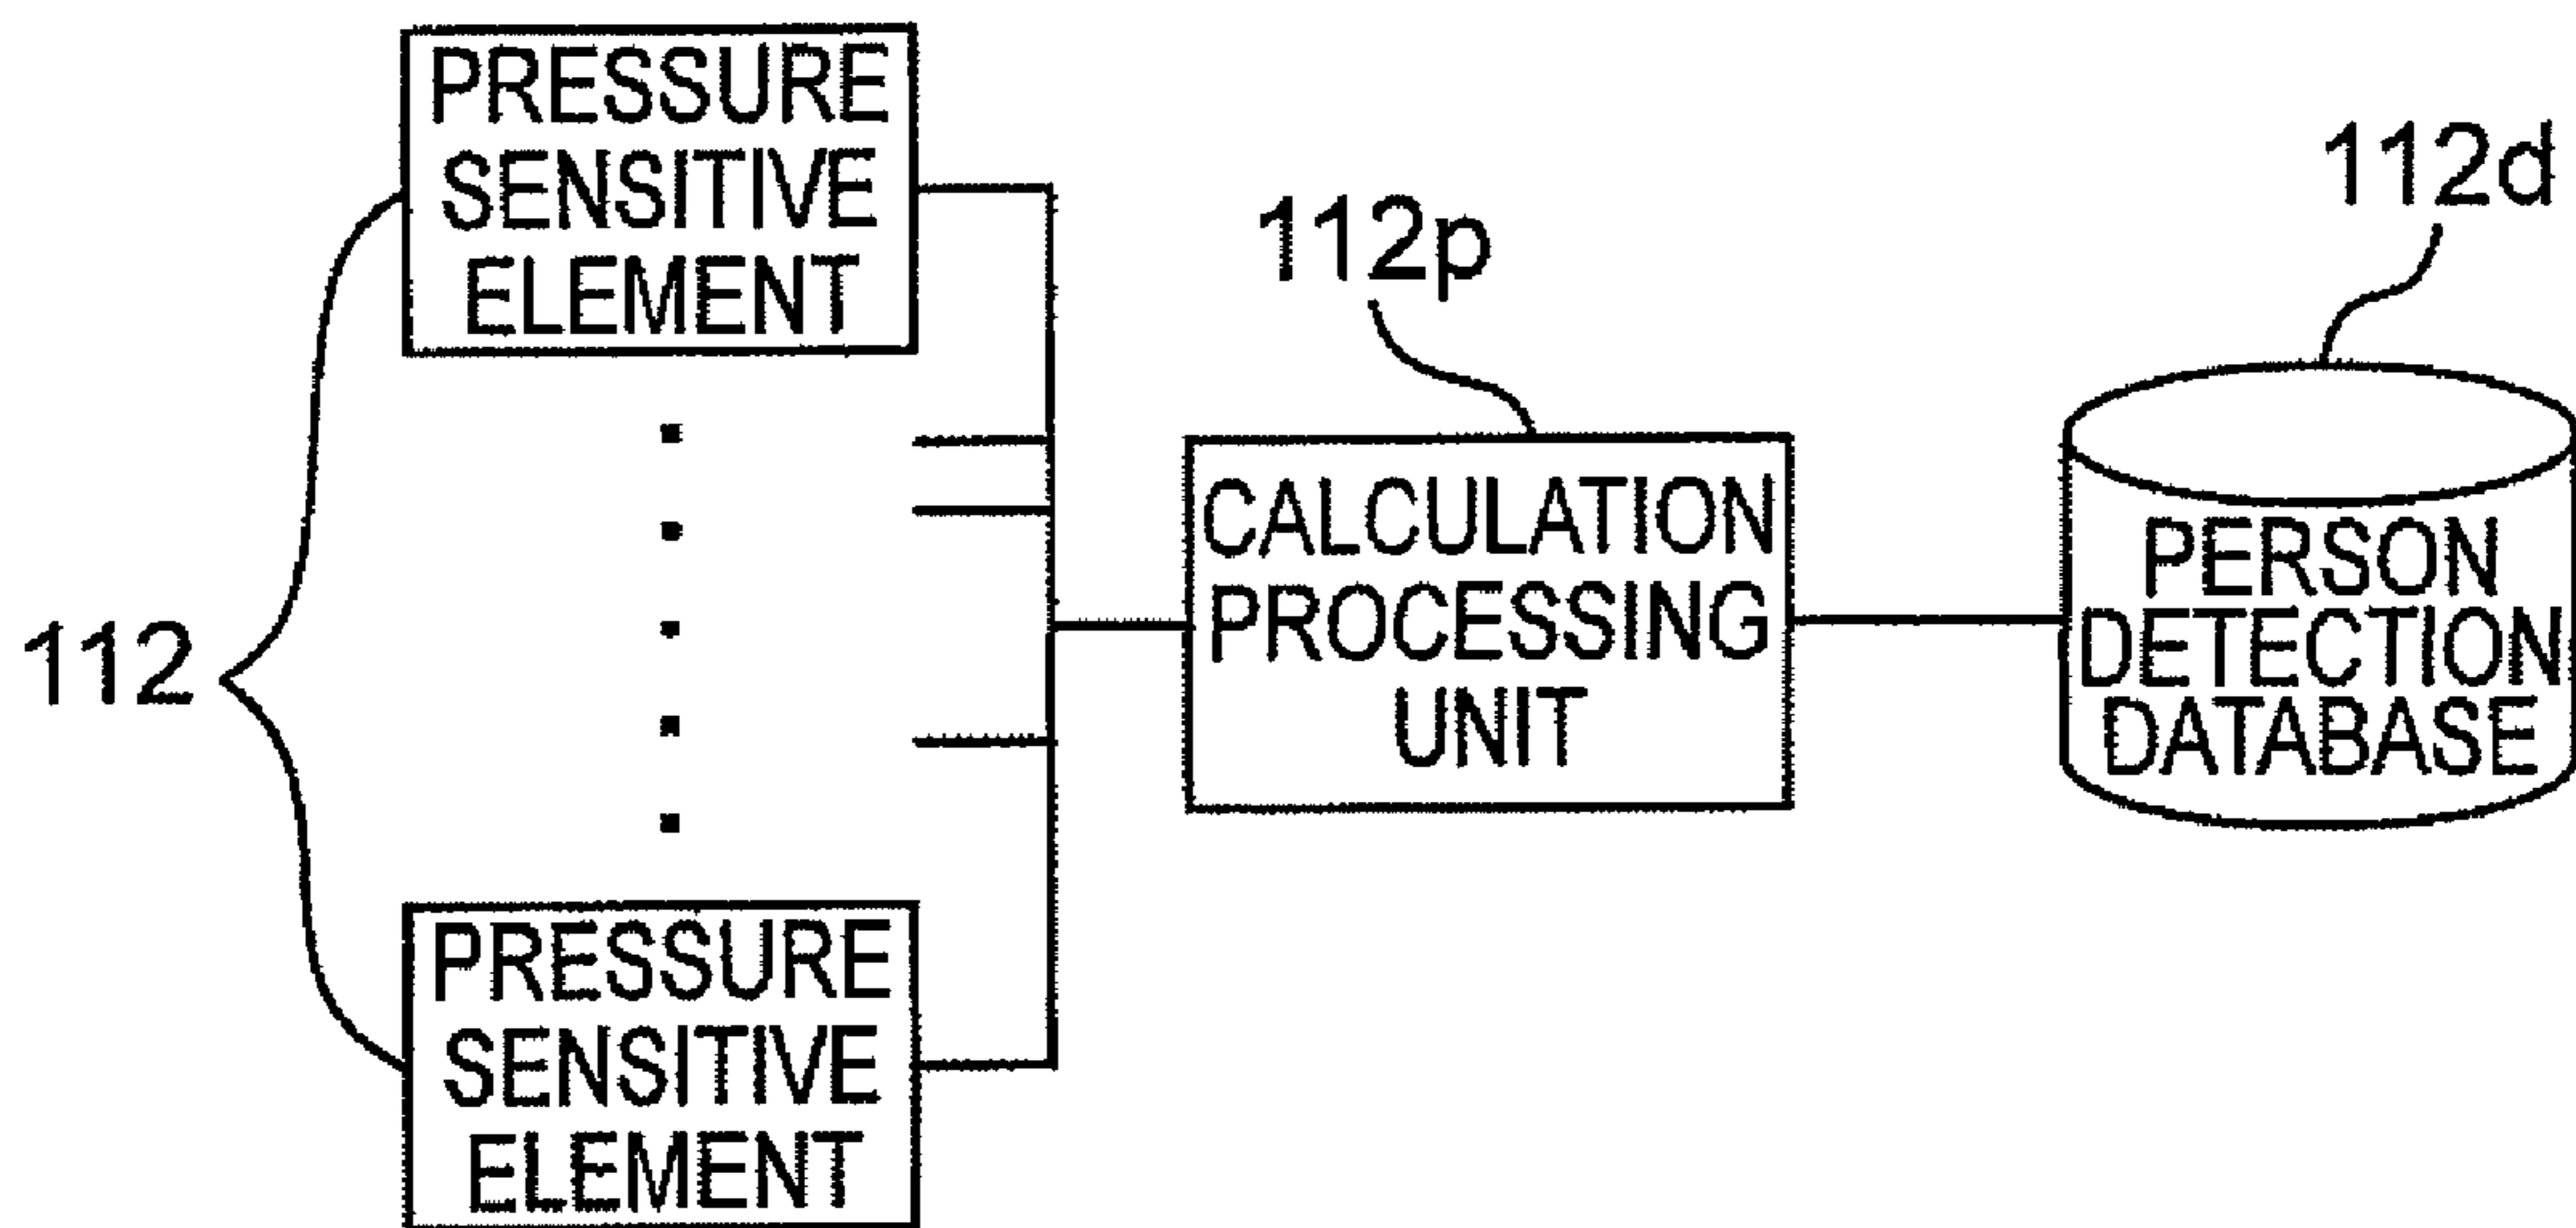 PRESSURE
SENSITIVE
ELEMENT
112
PRESSURE
SENSITIVE
ELEMENT
112p
CALCULATION
PROCESSING
UNIT
112d
PERSON
DETECTION
DATABASE